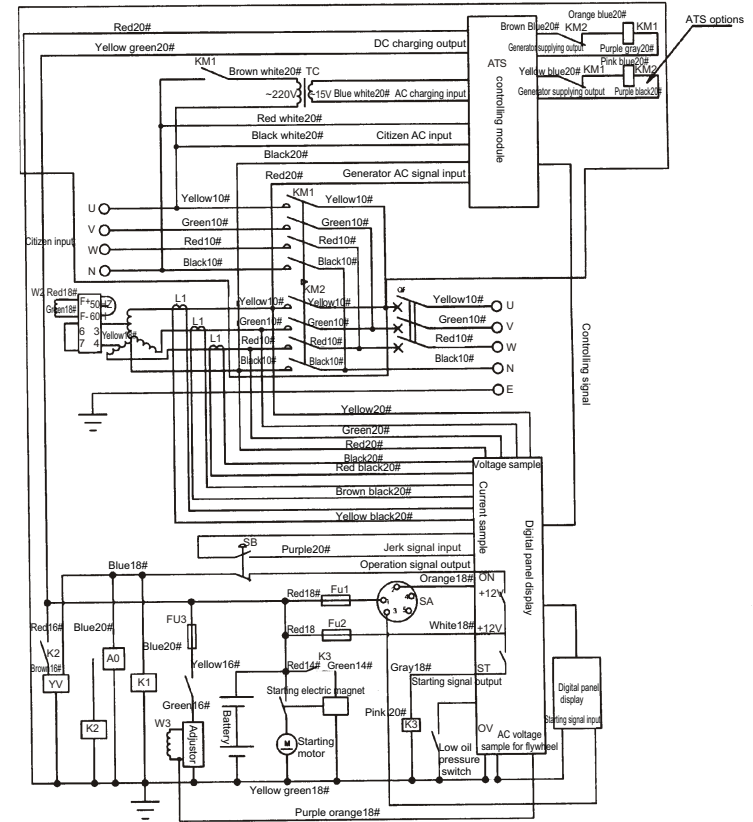 Red20#
Yellow green20#
DC charging output
KM1
Brown white20#
TC
~220V
~15V
Blue white20#
AC charging input
Red white20#
Black white20#
Citizen AC input
Black20#
Red20#
Generator AC signal input
ATS
controlling module
Orange blue20#
Brown Blue20#
KM2
KM1
Generator supplying output
Purple gray20#
Pink blue20#
Yellow blue20#
KM1
KM2
Generator supplying output
Purple black20#
ATS options
KM1
U
Yellow10#
Yellow10#
V
Green10#
Green10#
Citizen input
W
Red10#
Red10#
N
Black10#
Black10#
KM2
W2
Red18#
Green18#
F+
50HZ
F-
60H
6
3
7
4
L1
L1
L1
Yellow10#
Yellow10#
Green10#
Green10#
Red10#
Red10#
Black10#
Black10#
Yellow10#
U
Green10#
V
Red10#
W
Black10#
N
E
Controlling signal
Yellow20#
Green20#
Red20#
Black20#
Red black20#
Brown black20#
Yellow black20#
Voltage sample
Current sample
Digital panel display
SB
Purple20#
Jerk signal input
Blue18#
Operation signal output
Orange18#
ON
+12V
Red18#
Fu1
SA
FU3
Red18
Fu2
White18#
+12V
Red16#
Blue20#
Blue20#
K2
Brown16#
A0
YV
K1
Yellow16#
Red14#
K3
Green14#
Gray18#
ST
Starting signal output
Starting electric magnet
Pink 20#
Green16#
K2
W3
Adjustor
Battery
M
Starting
motor
K3
Low oil
pressure
switch
OV
AC voltage
sample for flywheel
Digital panel
display
Starting signal input
Yellow green18#
Purple orange18#